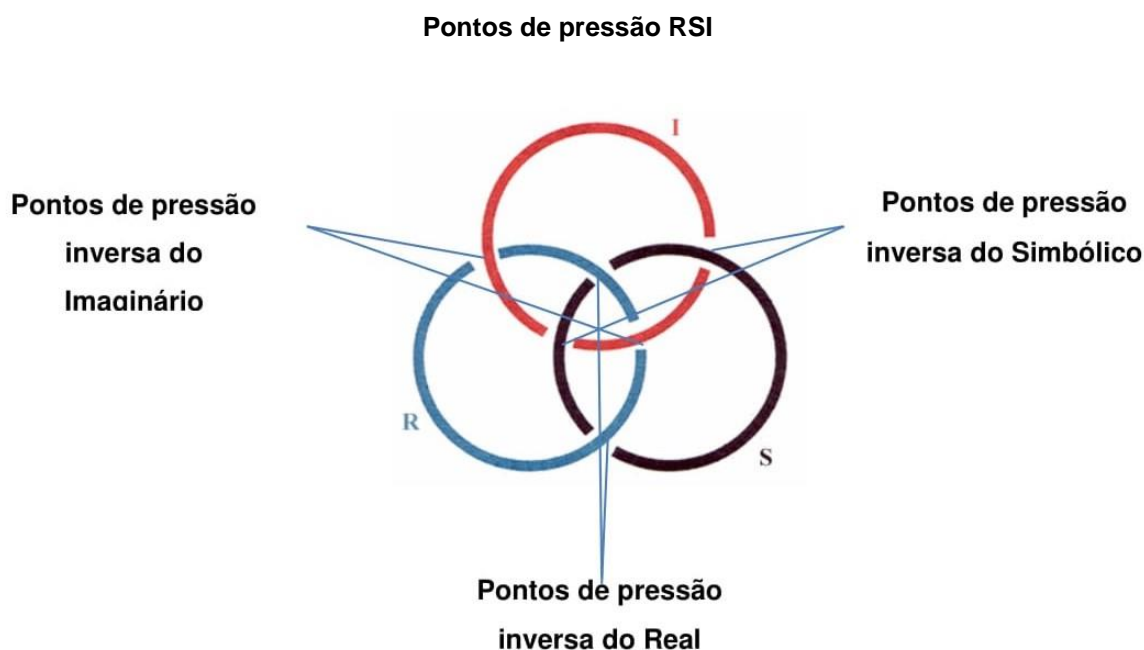 Pontos de pressão RSI
I
Pontos de pressão
inversa do
Imaginário
Pontos de pressão
inversa do Simbólico
R
S
Pontos de pressão
inversa do Real